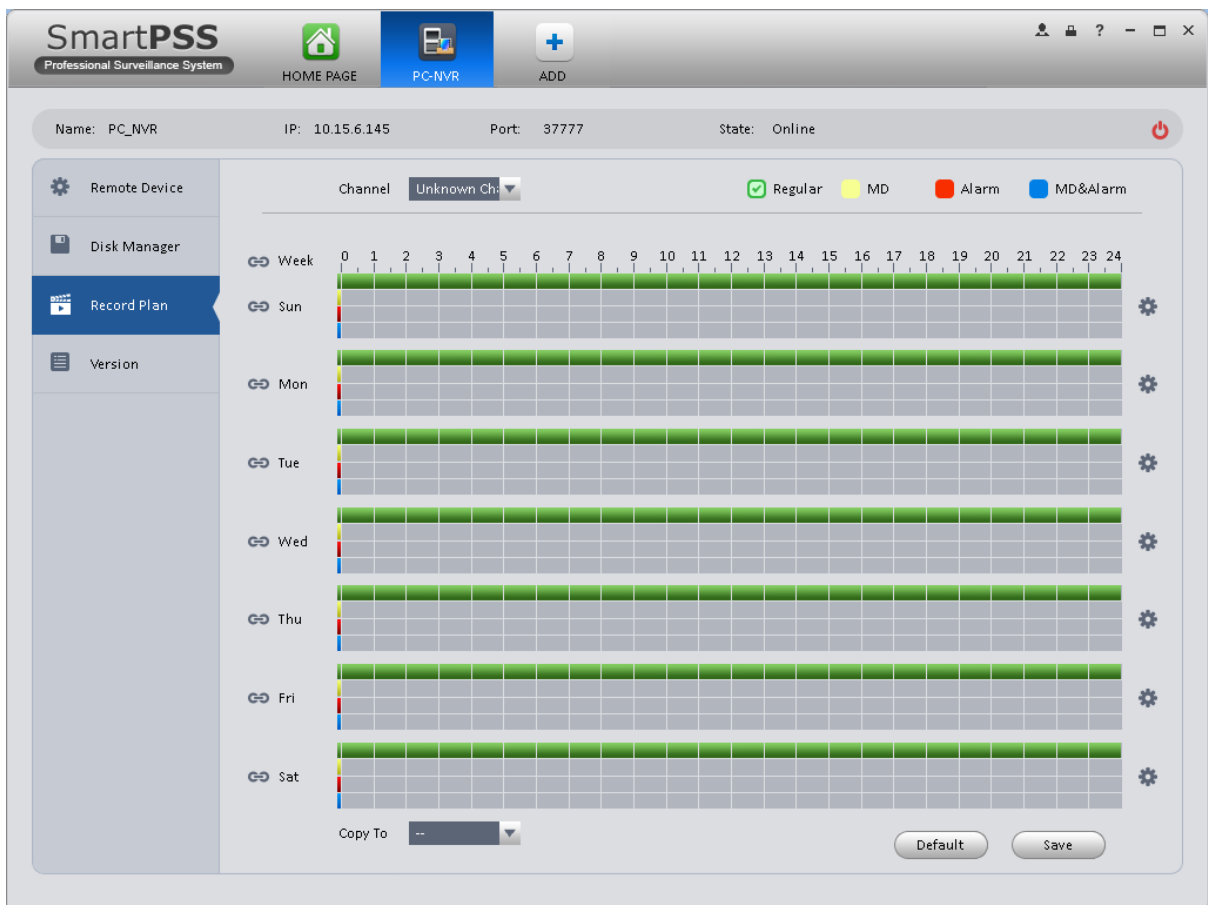 SmartPSS
Professional Surveillance System
HOME PAGE
PC-NVR
ADD
?
Name: PC_NVR IP: 10.15.6.145 Port: 37777 State: Online
Remote Device
Disk Manager
Record Plan
Version
Channel Unknown Ch Regular MD Alarm MD&Alarm
Week 0 1 2 3 4 5 6 7 8 9 10 11 12 13 14 15 16 17 18 19 20 21 22 23 24
Sun
Mon
Tue
Wed
Thu
Fri
Sat
Copy To --
Default Save